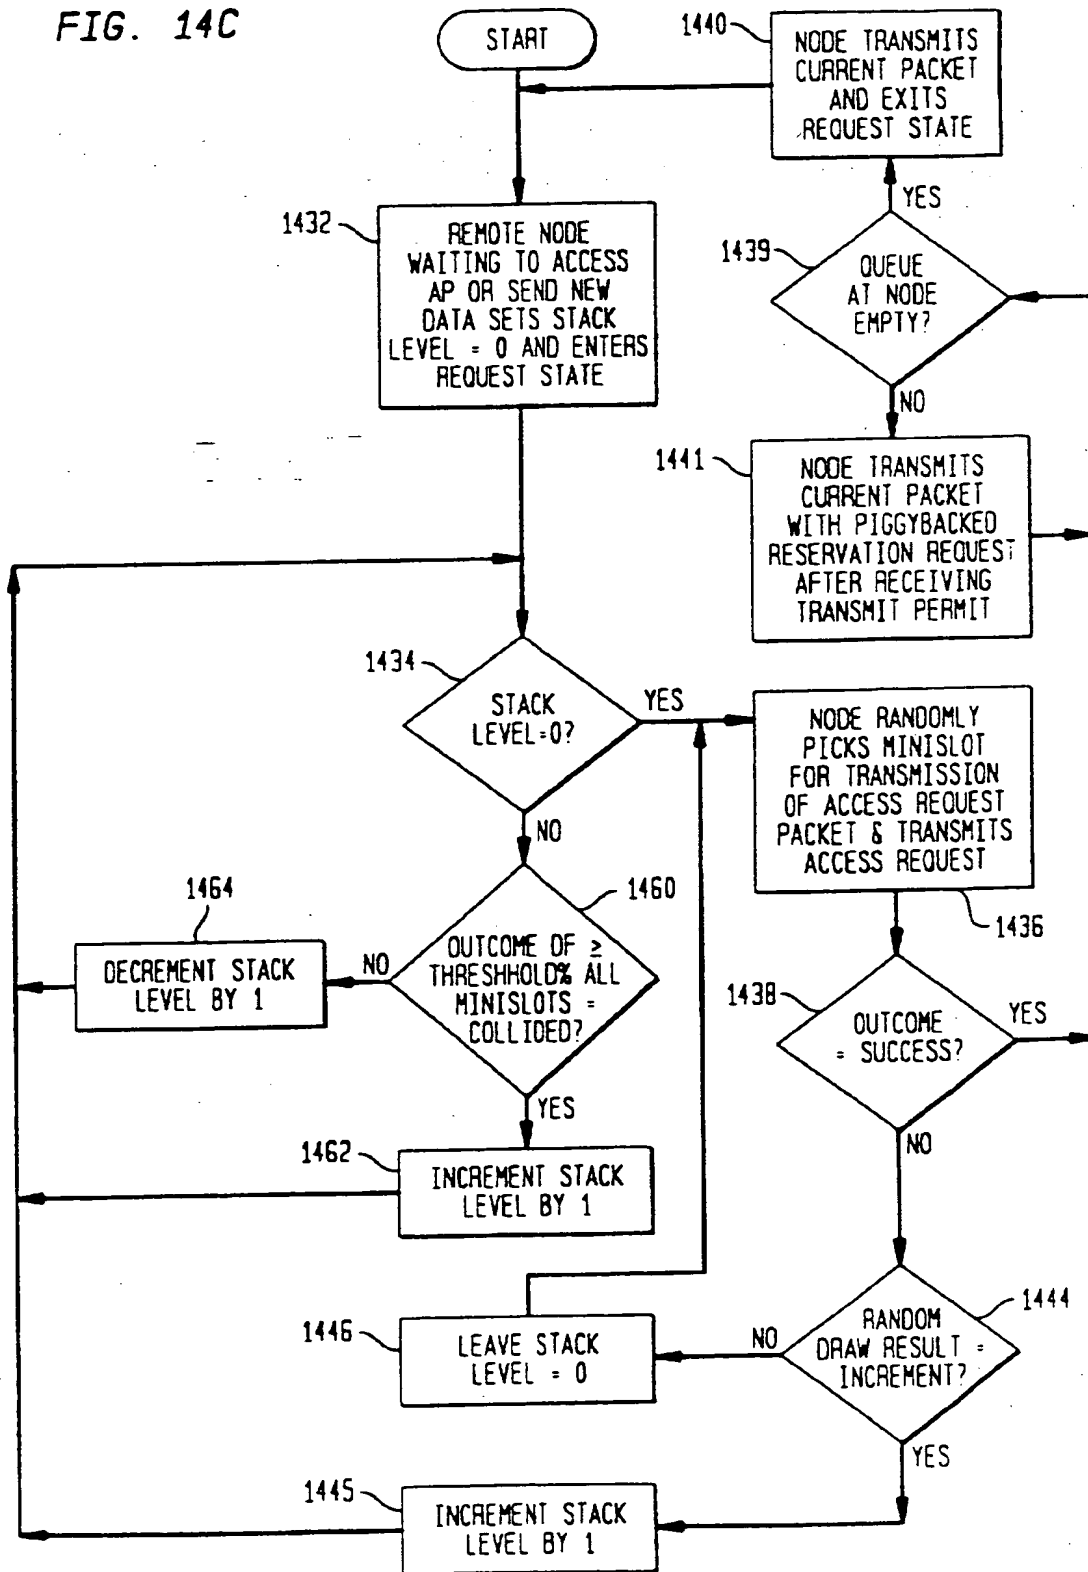 FIG. 14C
START
1440
NODE TRANSMITS
CURRENT PACKET
AND EXITS
REQUEST STATE
YES
1432
REMOTE NODE
WAITING TO ACCESS
AP OR SEND NEW
DATA SETS STACK
LEVEL = 0 AND ENTERS
REQUEST STATE
1439
QUEUE
AT NODE
EMPTY?
NO
1441
NODE TRANSMITS
CURRENT PACKET
WITH PIGGYBACKED
RESERVATION REQUEST
AFTER RECEIVING
TRANSMIT PERMIT
1434
STACK
LEVEL=0?
YES
NO
NODE RANDOMLY
PICKS MINISLOT
FOR TRANSMISSION
OF ACCESS REQUEST
PACKET & TRANSMITS
ACCESS REQUEST
1436
1464
DECREMENT STACK
LEVEL BY 1
NO
1460
OUTCOME OF ≥
THRESHHOLD% ALL
MINISLOTS =
COLLIDED?
YES
1438
OUTCOME
= SUCCESS?
YES
NO
1462
INCREMENT STACK
LEVEL BY 1
1446
LEAVE STACK
LEVEL = 0
NO
1444
RANDOM
DRAW RESULT =
INCREMENT?
YES
1445
INCREMENT STACK
LEVEL BY 1